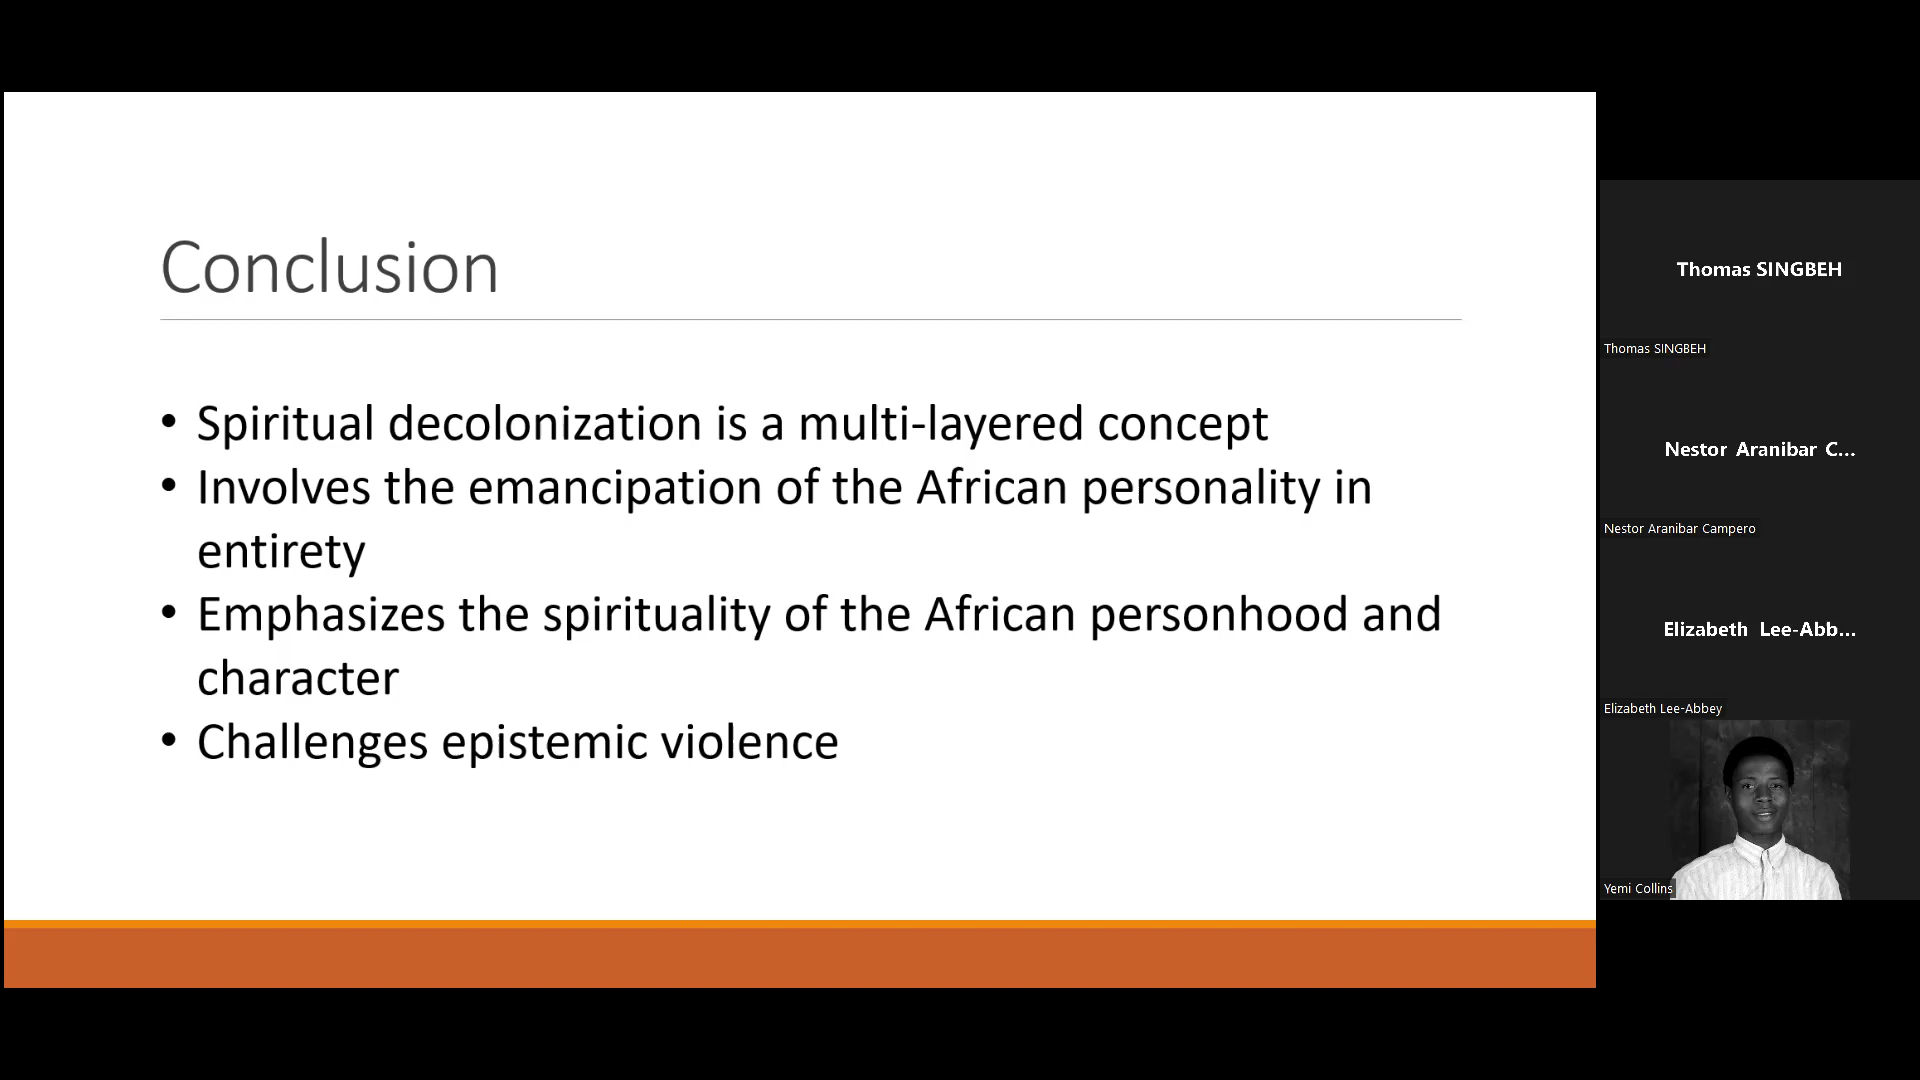 Conclusion
• Spiritual decolonization is a multi-layered concept
• Involves the emancipation of the African personality in
entirety
• Emphasizes the spirituality of the African personhood and
character
• Challenges epistemic violence
Thomas SINGBEH
Thomas SINGBEH
Nestor Aranibar C...
Nestor Aranibar Campero
Elizabeth Lee-Abb...
Elizabeth Lee-Abbey
Yemi Collins